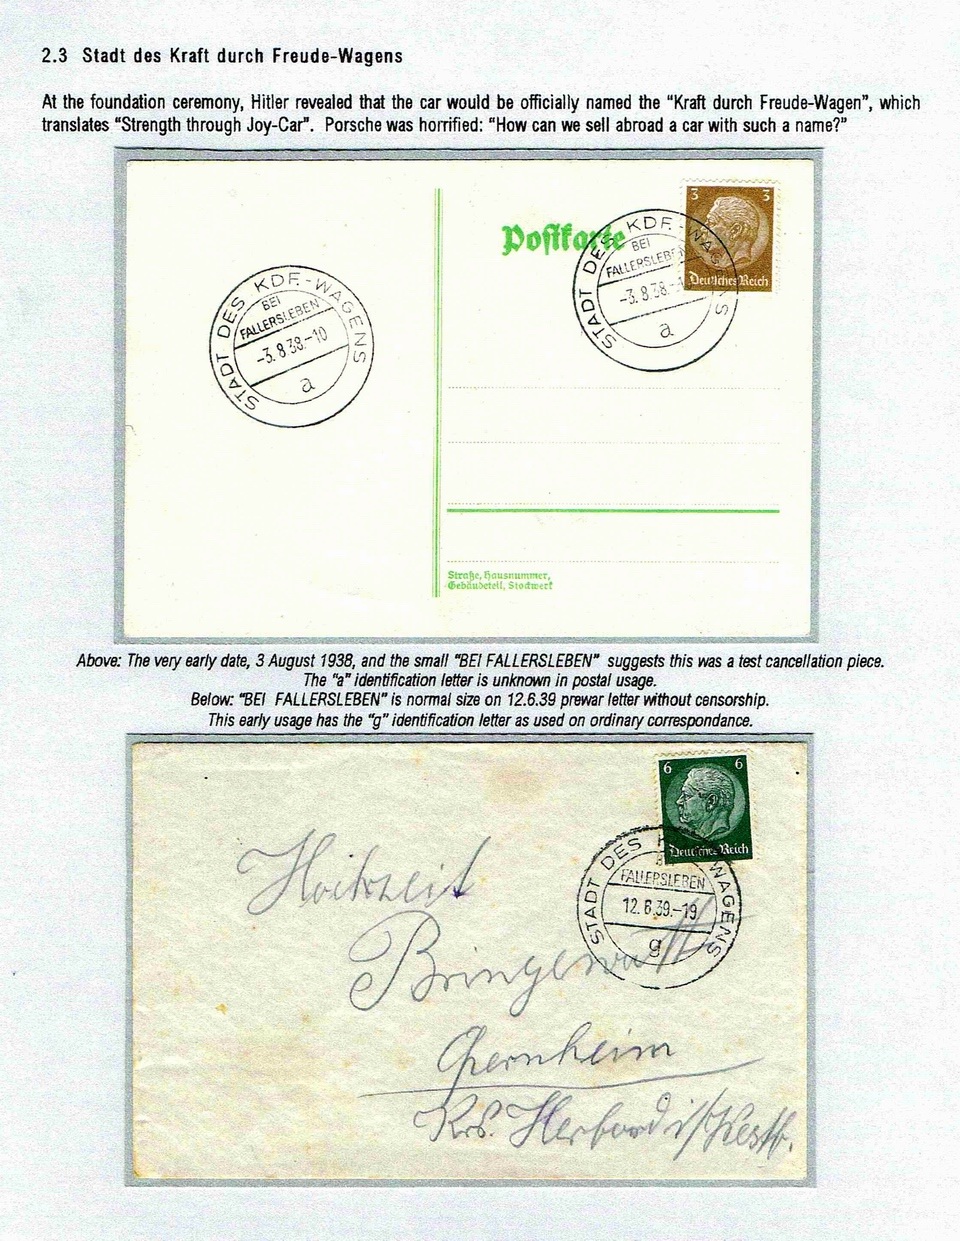 2.3 Stadt des Kraft durch Freude-Wagens
At the foundation ceremony, Hitler revealed that the car would be officially named the "Kraft durch Freude-Wagen", which
translates "Strength through Joy-Car". Porsche was horrified: "How can we sell abroad a car with such a name?"
3 3
Deutsches Reich
Postkarte
STADT DES KDF.-WAGENS
BEI
FALLERSLEBEN
-3.8.38.-10
a
STADT DES KDF.-WAGENS
BEI
FALLERSLEBEN
-3.8.38.-1
a
Straße, Hausnummer,
Gebäudeteil, Stockwerk
Above: The very early date, 3 August 1938, and the small "BEI FALLERSLEBEN" suggests this was a test cancellation piece.
The "a" identification letter is unknown in postal usage.
Below: "BEI FALLERSLEBEN" is normal size on 12.6.39 prewar letter without censorship.
This early usage has the "g" identification letter as used on ordinary correspondance.
6 6
Deutsches Reich
STADT DES K WAGENS
FALLERSLEBEN
12.6.39.-19
g
Krs. Herford i/Westf.